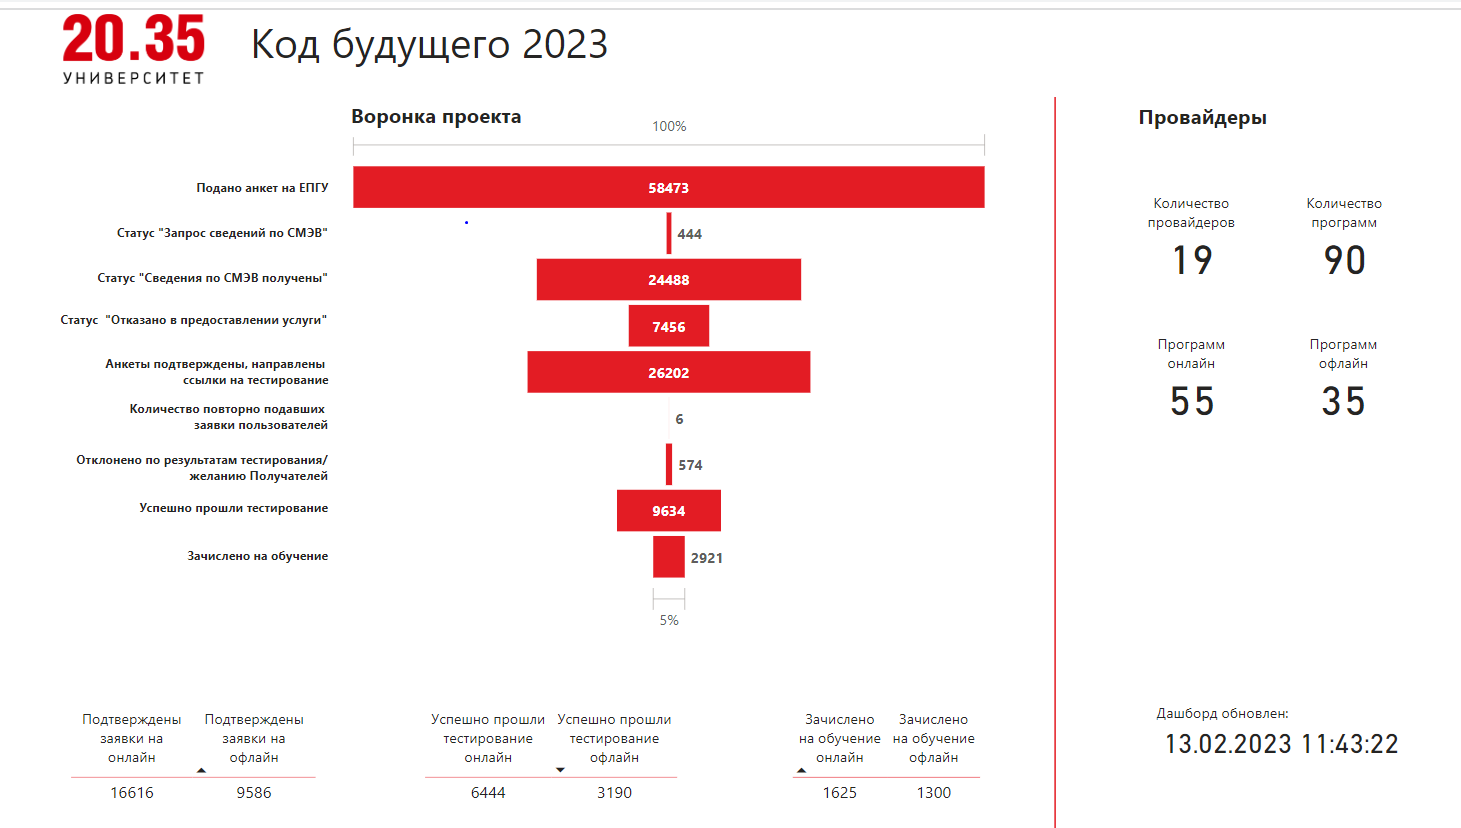 20.35
УНИВЕРСИТЕТ
Код будущего 2023
Воронка проекта
100%
Подано анкет на ЕПГУ
58473
Статус "Запрос сведений по СМЭВ"
444
Статус "Сведения по СМЭВ получены"
24488
Статус "Отказано в предоставлении услуги"
7456
Анкеты подтверждены, направлены
ссылки на тестирование
26202
Количество повторно подавших
заявки пользователей
6
Отклонено по результатам тестирования/
желанию Получателей
574
Успешно прошли тестирование
9634
Зачислено на обучение
2921
5%
Подтверждены
заявки на
онлайн
16616
Подтверждены
заявки на
офлайн
9586
Успешно прошли
тестирование
онлайн
6444
Успешно прошли
тестирование
офлайн
3190
Зачислено
на обучение
онлайн
1625
Зачислено
на обучение
офлайн
1300
Провайдеры
Количество
провайдеров
19
Количество
программ
90
Программ
онлайн
55
Программ
офлайн
35
Дашборд обновлен:
13.02.2023 11:43:22